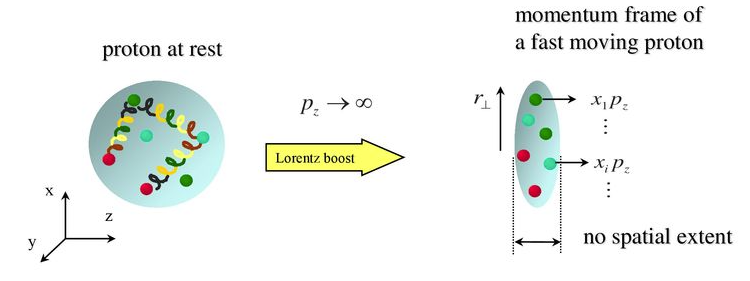 proton at rest
x
y
z
p_z → ∞
Lorentz boost
momentum frame of
a fast moving proton
r_⊥
x_1 p_z
⋮
x_i p_z
⋮
no spatial extent